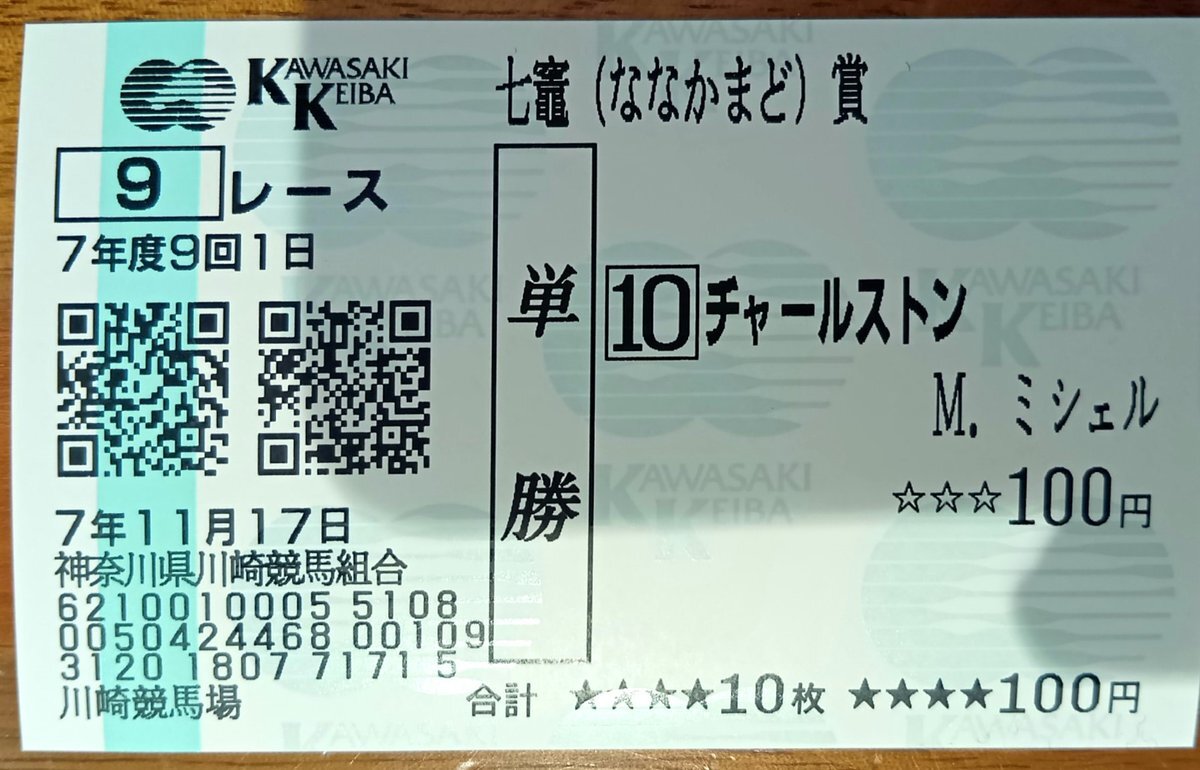 KAWASAKI KEIBA
七竈（ななかまど）賞
9レース
7年度9回1日
単勝
10チャールストン
M．ミシェル
☆☆☆100円
7年11月17日
神奈川県川崎競馬組合
6210010005 5108
0050424468 00109
3120 1807 7171 5
川崎競馬場
合計 ★★★★10枚 ★★★★100円